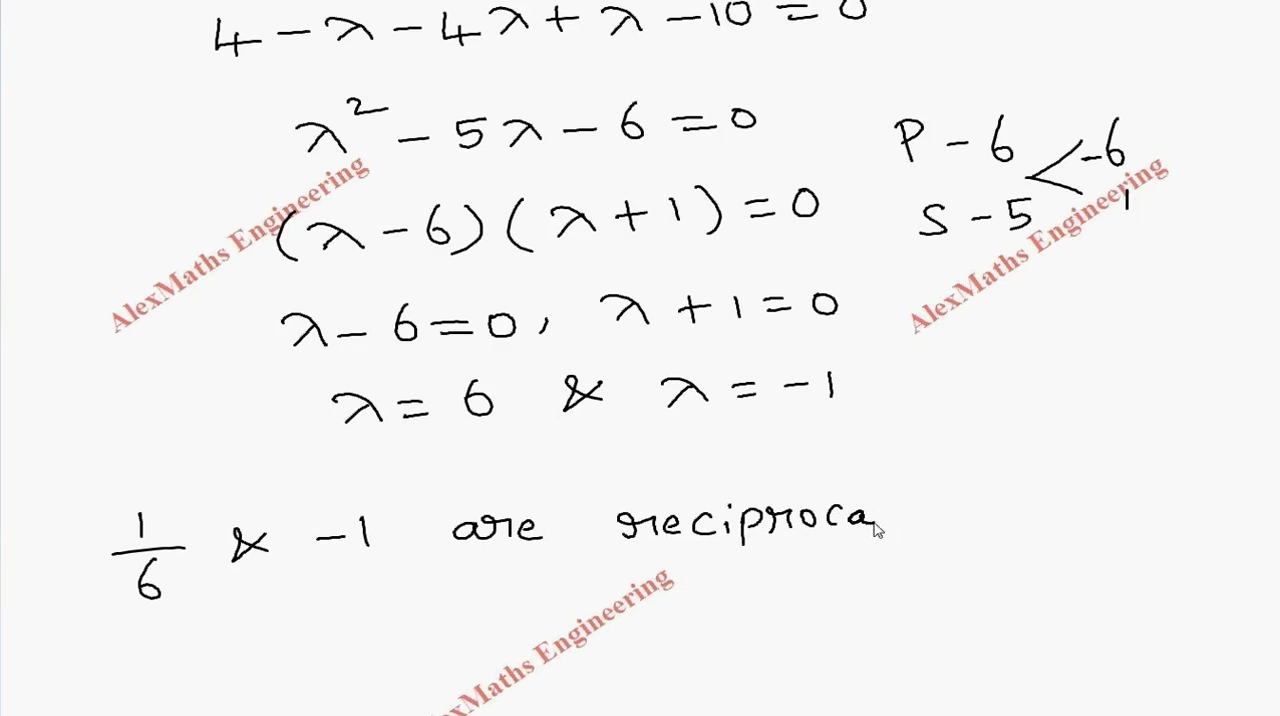 4 - λ - 4λ + λ - 10 = 0
λ² - 5λ - 6 = 0
P - 6 < -6
(λ - 6)(λ + 1) = 0
S - 5 1
λ - 6 = 0, λ + 1 = 0
λ = 6 & λ = -1
1/6 & -1 are reciproca
AlexMaths Engineering
AlexMaths Engineering
exMaths Engineering